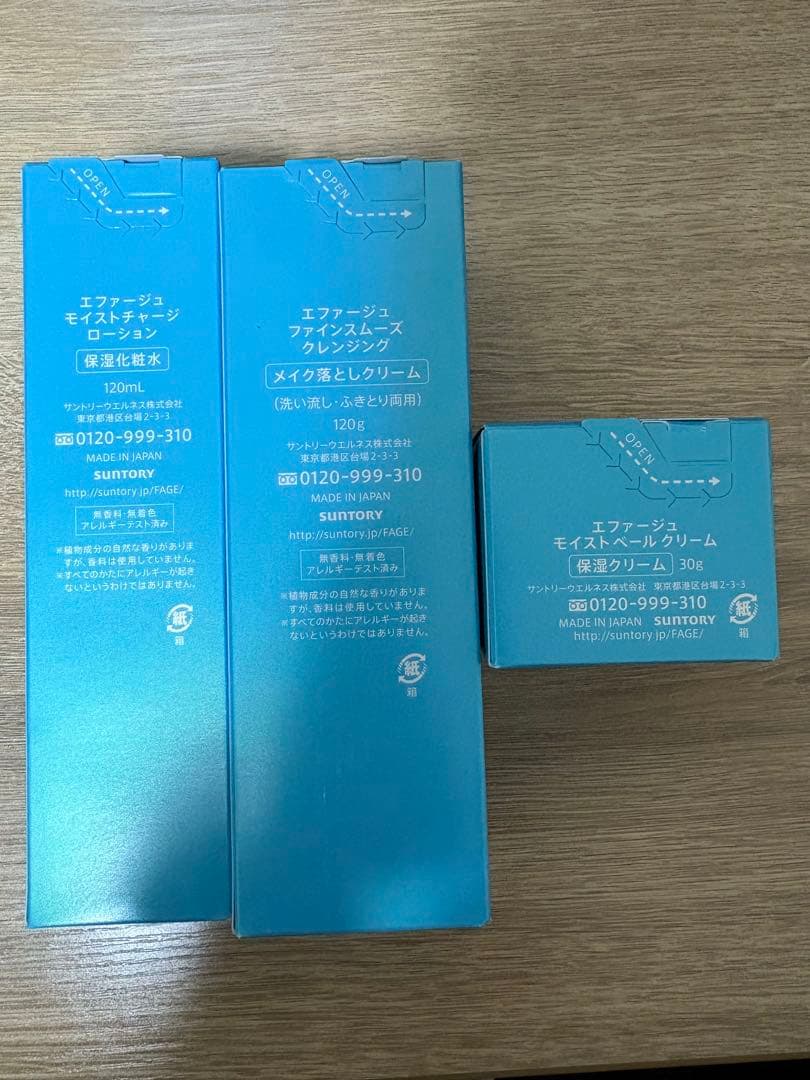 OPEN
エファージュ
モイストチャージ
ローション
保湿化粧水
120mL
サントリーウエルネス株式会社
東京都港区台場2-3-3
0120-999-310
MADE IN JAPAN
SUNTORY
http://suntory.jp/FAGE/
無香料・無着色
アレルギーテスト済み
※植物成分の自然な香りがありま
すが、香料は使用していません。
※すべてのかたにアレルギーが起き
ないというわけではありません。
紙
箱
OPEN
エファージュ
ファインスムーズ
クレンジング
メイク落としクリーム
(洗い流し・ふきとり両用)
120g
サントリーウエルネス株式会社
東京都港区台場2-3-3
0120-999-310
MADE IN JAPAN
SUNTORY
http://suntory.jp/FAGE/
無香料・無着色
アレルギーテスト済み
※植物成分の自然な香りがありま
すが、香料は使用していません。
※すべてのかたにアレルギーが起き
ないというわけではありません。
紙
箱
OPEN
エファージュ
モイストベール クリーム
保湿クリーム 30g
サントリーウエルネス株式会社 東京都港区台場2-3-3
0120-999-310
MADE IN JAPAN SUNTORY
http://suntory.jp/FAGE/
紙
箱